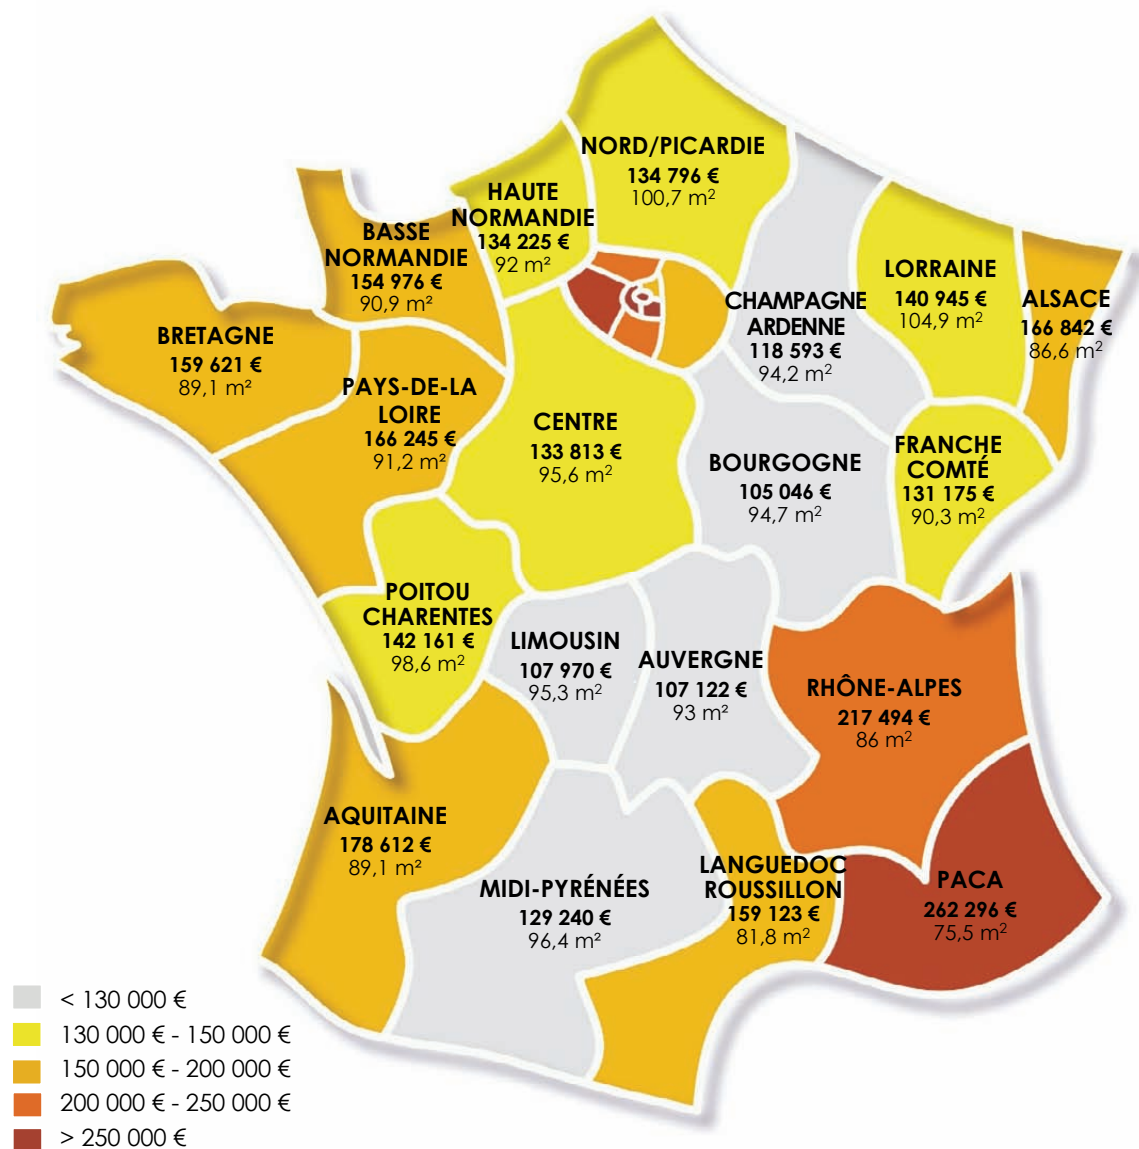 NORD/PICARDIE
134 796 €
100,7 m²
HAUTE
NORMANDIE
134 225 €
92 m²
BASSE
NORMANDIE
154 976 €
90,9 m²
LORRAINE
140 945 €
104,9 m²
ALSACE
166 842 €
86,6 m²
CHAMPAGNE
ARDENNE
118 593 €
94,2 m²
BRETAGNE
159 621 €
89,1 m²
PAYS-DE-LA
LOIRE
166 245 €
91,2 m²
CENTRE
133 813 €
95,6 m²
BOURGOGNE
105 046 €
94,7 m²
FRANCHE
COMTÉ
131 175 €
90,3 m²
POITOU
CHARENTES
142 161 €
98,6 m²
LIMOUSIN
107 970 €
95,3 m²
AUVERGNE
107 122 €
93 m²
RHÔNE-ALPES
217 494 €
86 m²
AQUITAINE
178 612 €
89,1 m²
MIDI-PYRÉNÉES
129 240 €
96,4 m²
LANGUEDOC
ROUSSILLON
159 123 €
81,8 m²
PACA
262 296 €
75,5 m²
< 130 000 €
130 000 € - 150 000 €
150 000 € - 200 000 €
200 000 € - 250 000 €
> 250 000 €